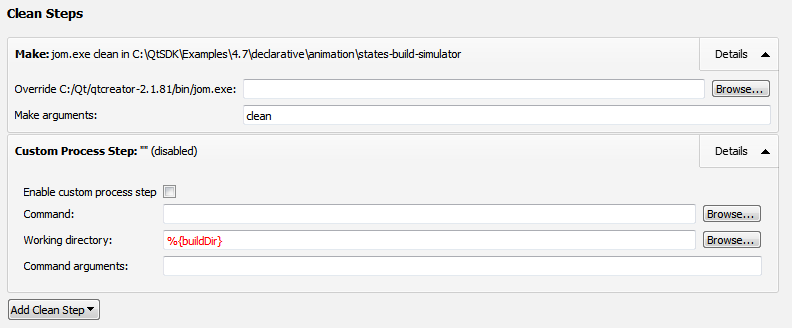 Clean Steps
Make: jom.exe clean in C:\QtSDK\Examples\4.7\declarative\animation\states-build-simulator Details
Override C:/Qt/qtcreator-2.1.81/bin/jom.exe: Browse...
Make arguments: clean
Custom Process Step: "" (disabled) Details
Enable custom process step
Command: Browse...
Working directory: %{buildDir} Browse...
Command arguments:
Add Clean Step